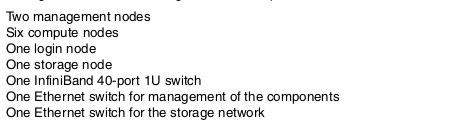 Two management nodes
Six compute nodes
One login node
One storage node
One InfiniBand 40-port 1U switch
One Ethernet switch for management of the components
One Ethernet switch for the storage network